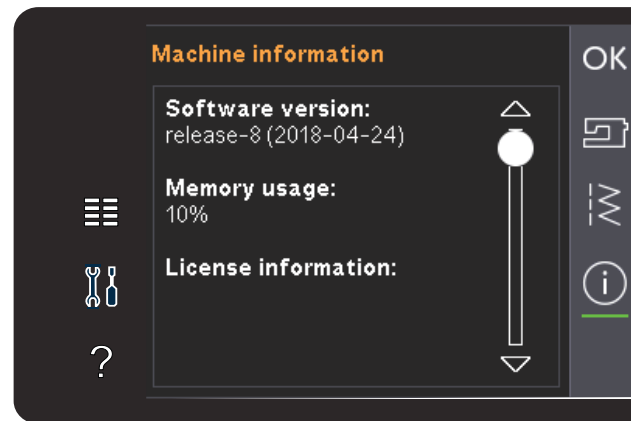 Machine information
OK
Software version:
release-8 (2018-04-24)
Memory usage:
10%
License information:
i
?